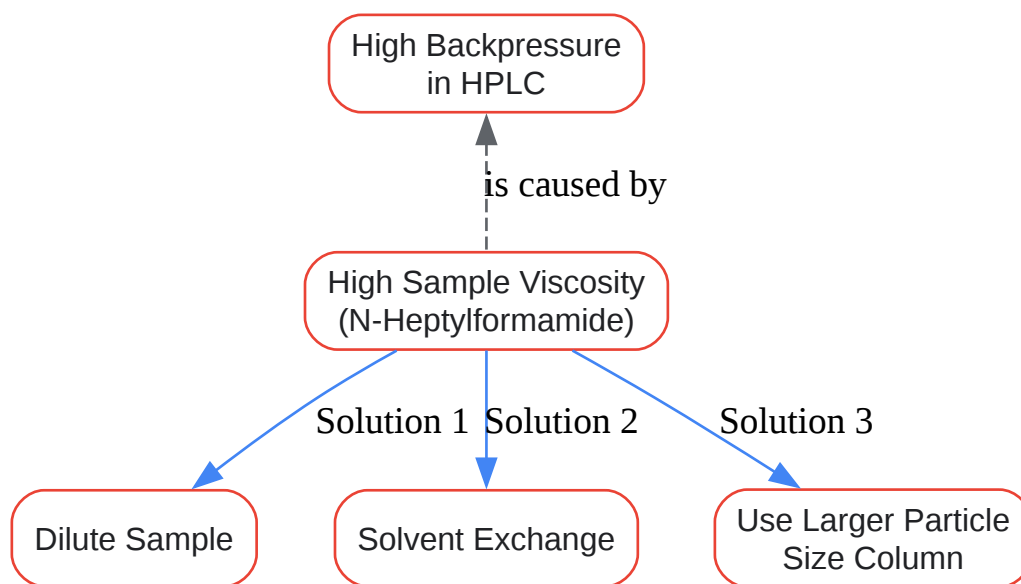 High Backpressure
in HPLC
is caused by
High Sample Viscosity
(N-Heptylformamide)
Solution 1
Solution 2
Solution 3
Dilute Sample
Solvent Exchange
Use Larger Particle
Size Column